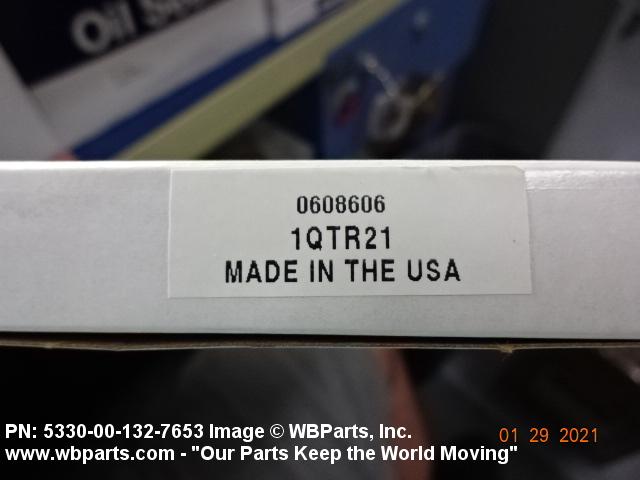 Oil S
0608606
1QTR21
MADE IN THE USA
PN: 5330-00-132-7653 Image © WBParts, Inc.
01 29 2021
www.wbparts.com - "Our Parts Keep the World Moving"